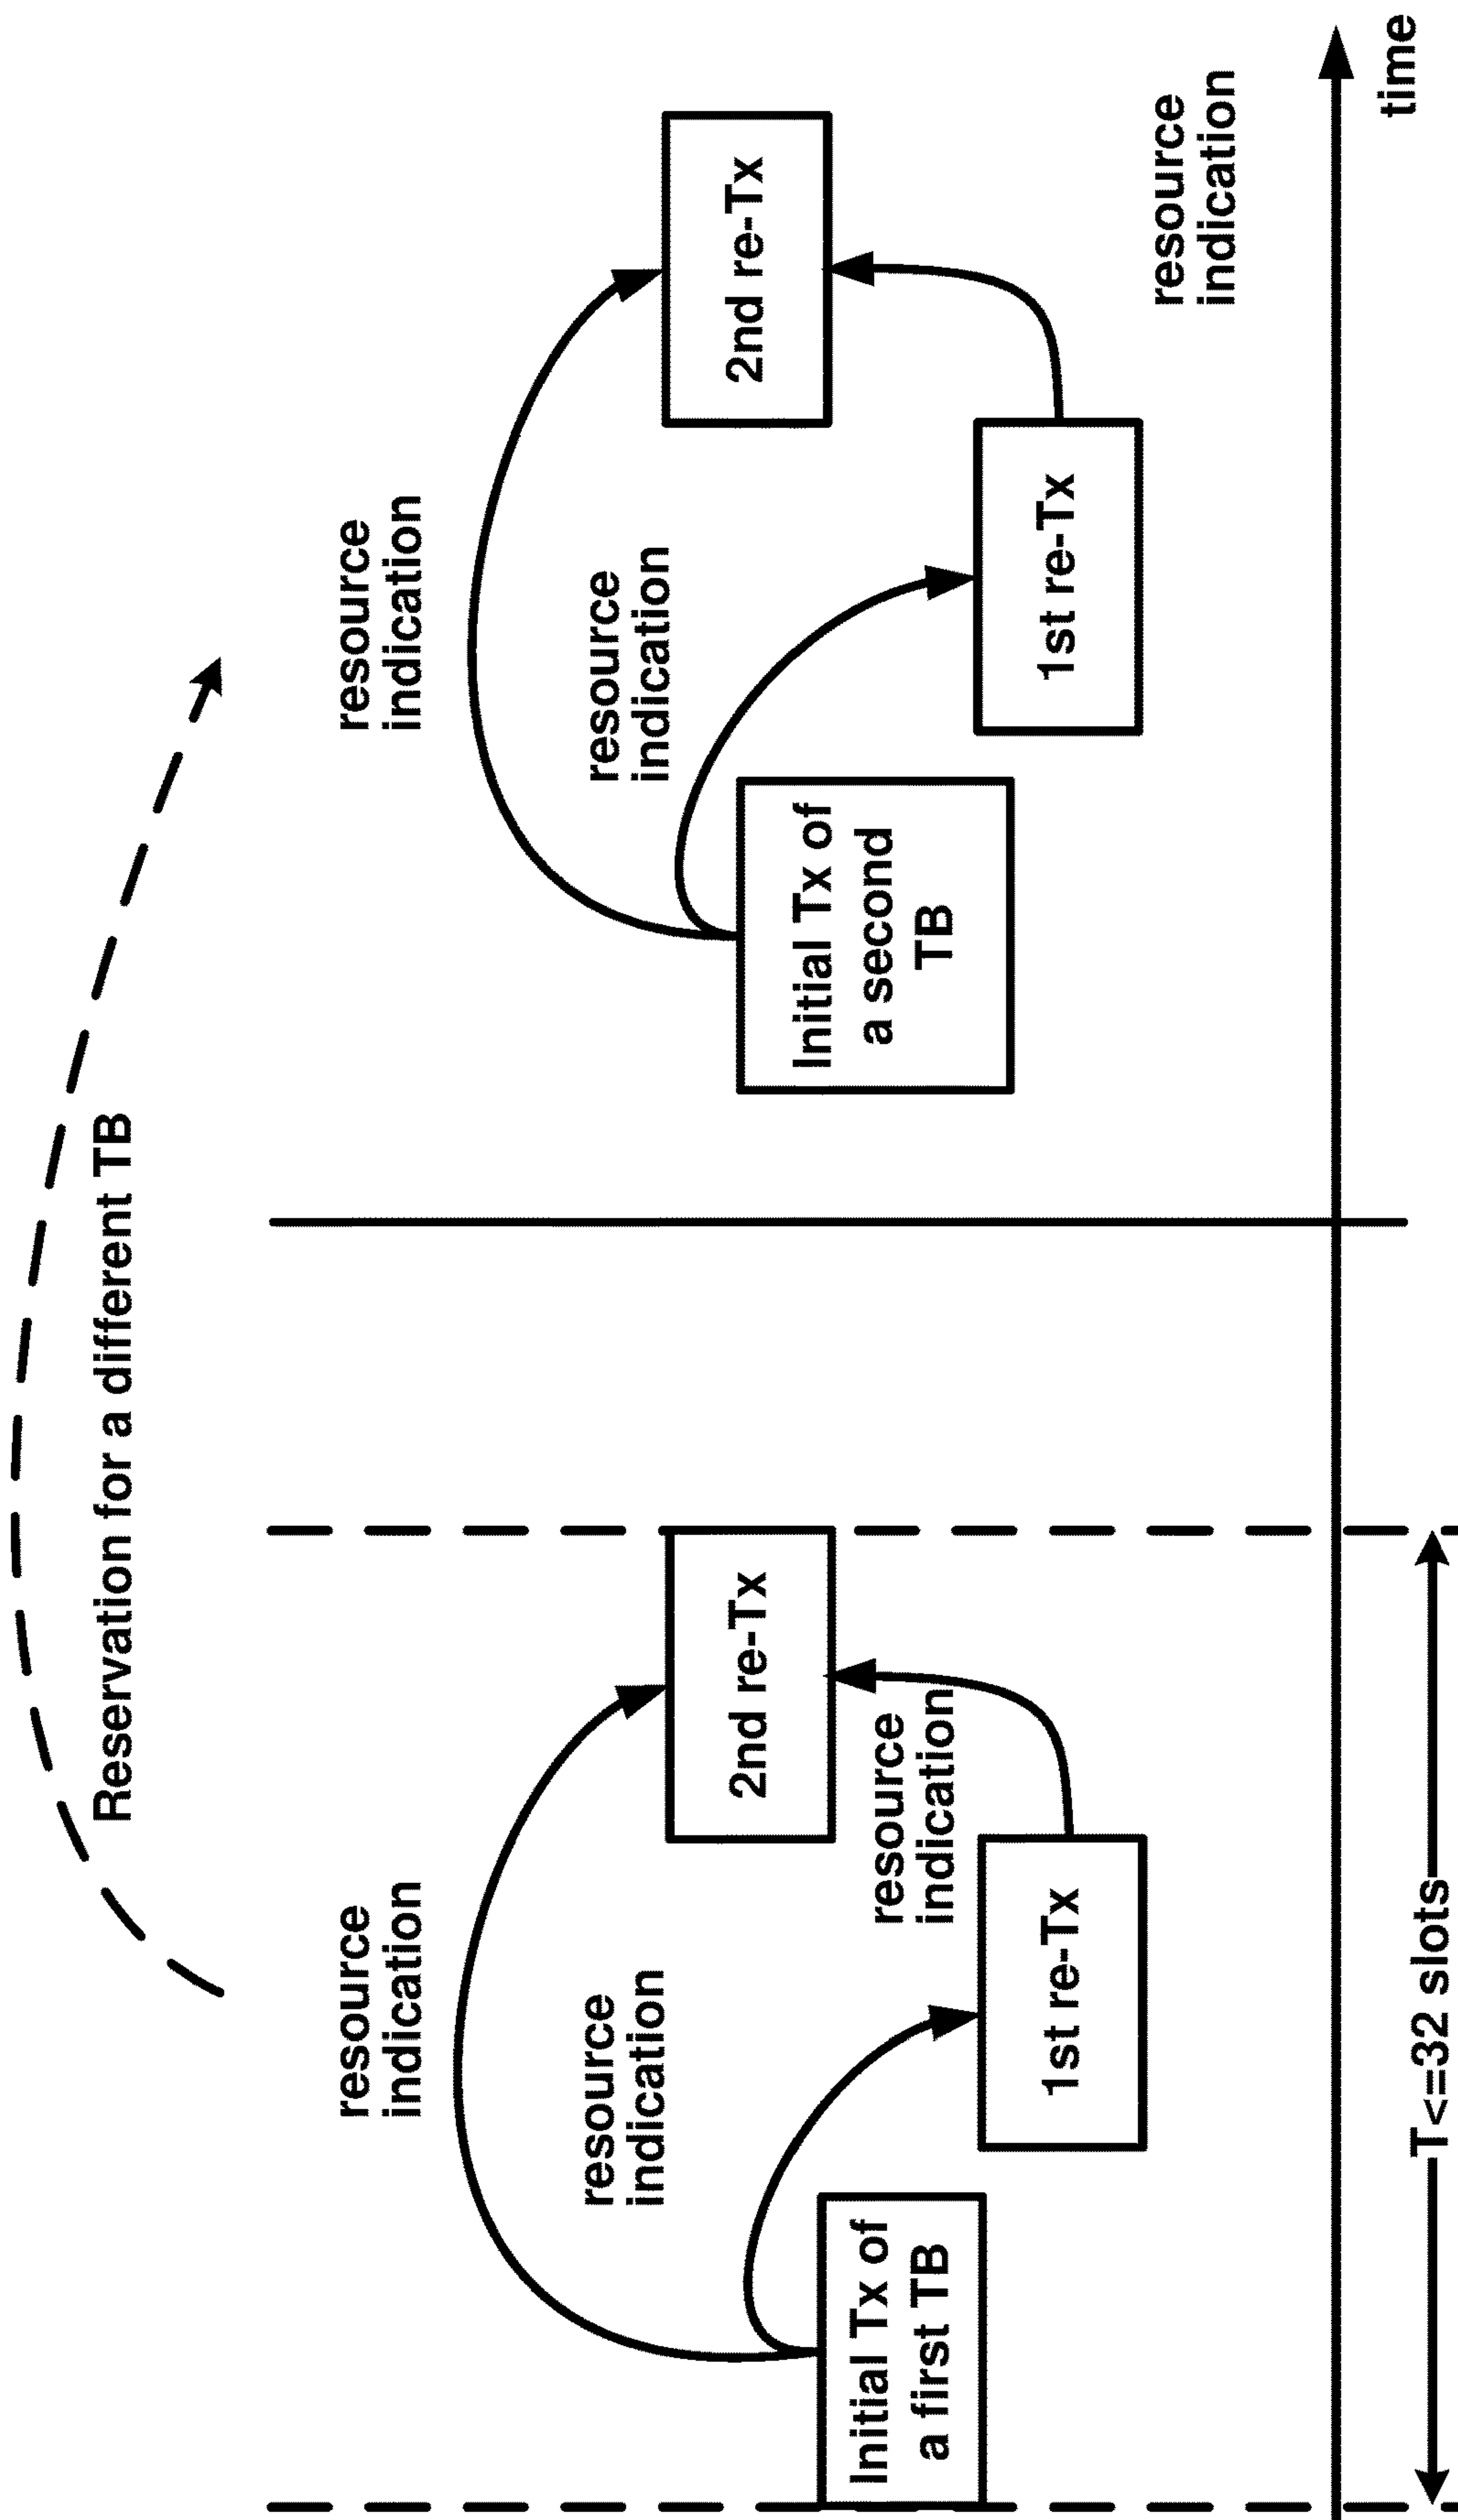 Reservation for a different TB
resource
indication
resource
indication
Initial Tx of
a first TB
1st re-Tx
resource
indication
2nd re-Tx
T<=32 slots
resource
indication
resource
indication
Initial Tx of
a second
TB
1st re-Tx
2nd re-Tx
resource
indication
time